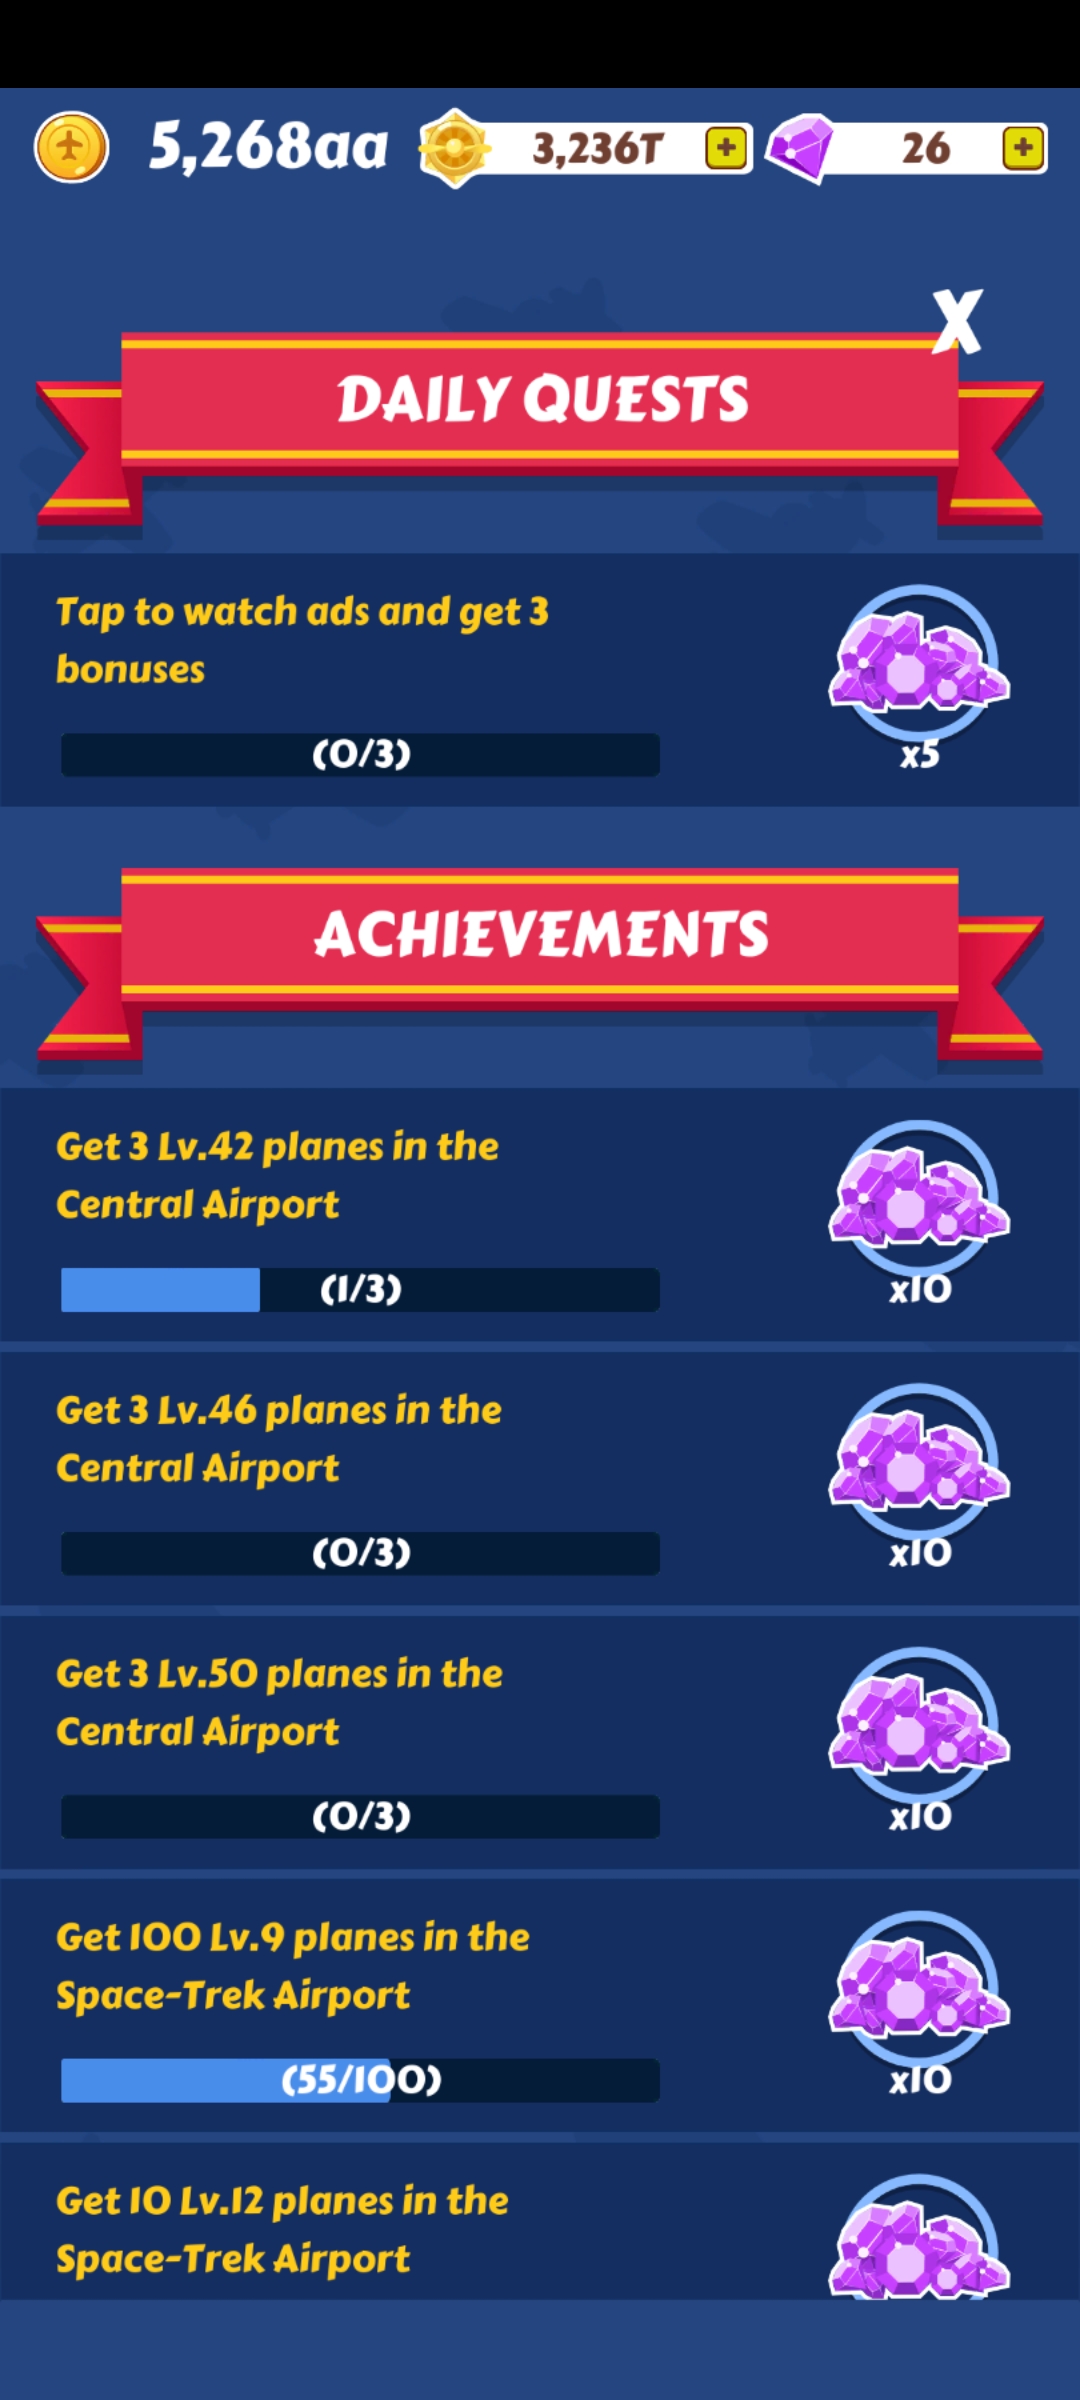 5,268aa 3,236T + 26 +
X
DAILY QUESTS
Tap to watch ads and get 3
bonuses
(0/3)
x5
ACHIEVEMENTS
Get 3 Lv.42 planes in the
Central Airport
(1/3)
x10
Get 3 Lv.46 planes in the
Central Airport
(0/3)
x10
Get 3 Lv.50 planes in the
Central Airport
(0/3)
x10
Get 100 Lv.9 planes in the
Space-Trek Airport
(55/100)
x10
Get 10 Lv.12 planes in the
Space-Trek Airport